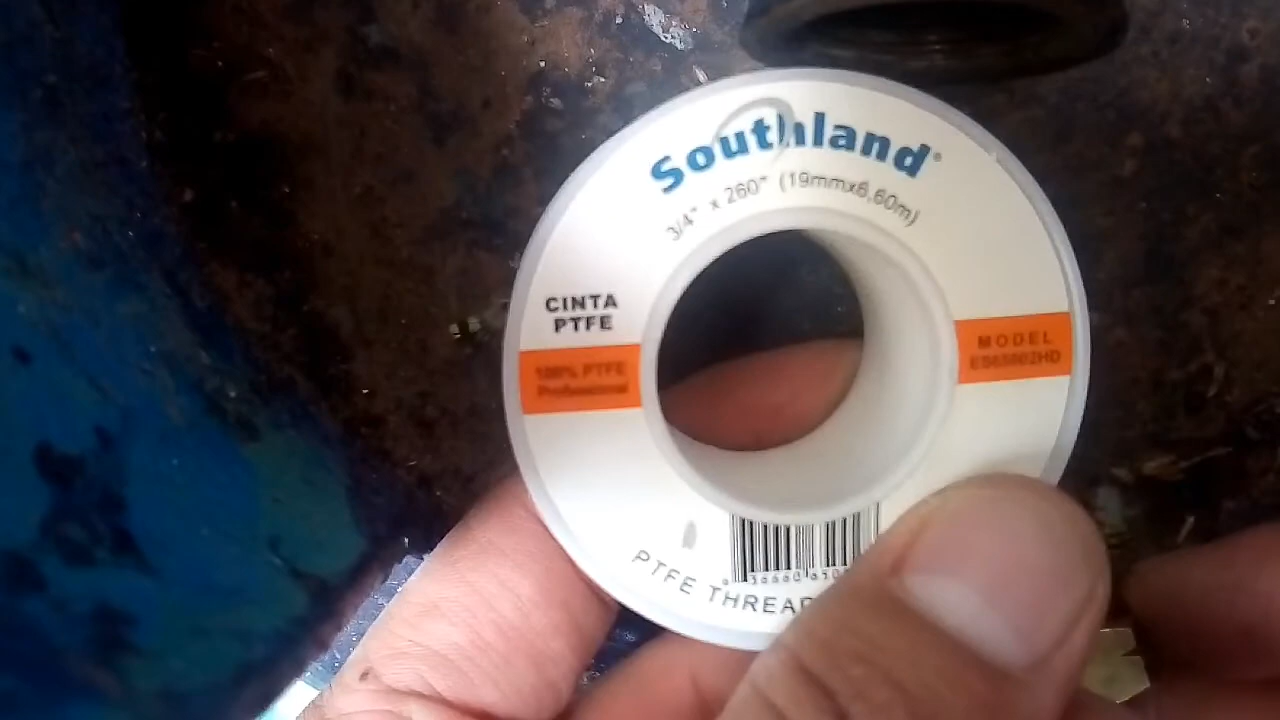 Southland®
3/4" x 260" (19mmx6,60m)
CINTA
PTFE
100% PTFE
Professional
MODEL
PTFE THREAD